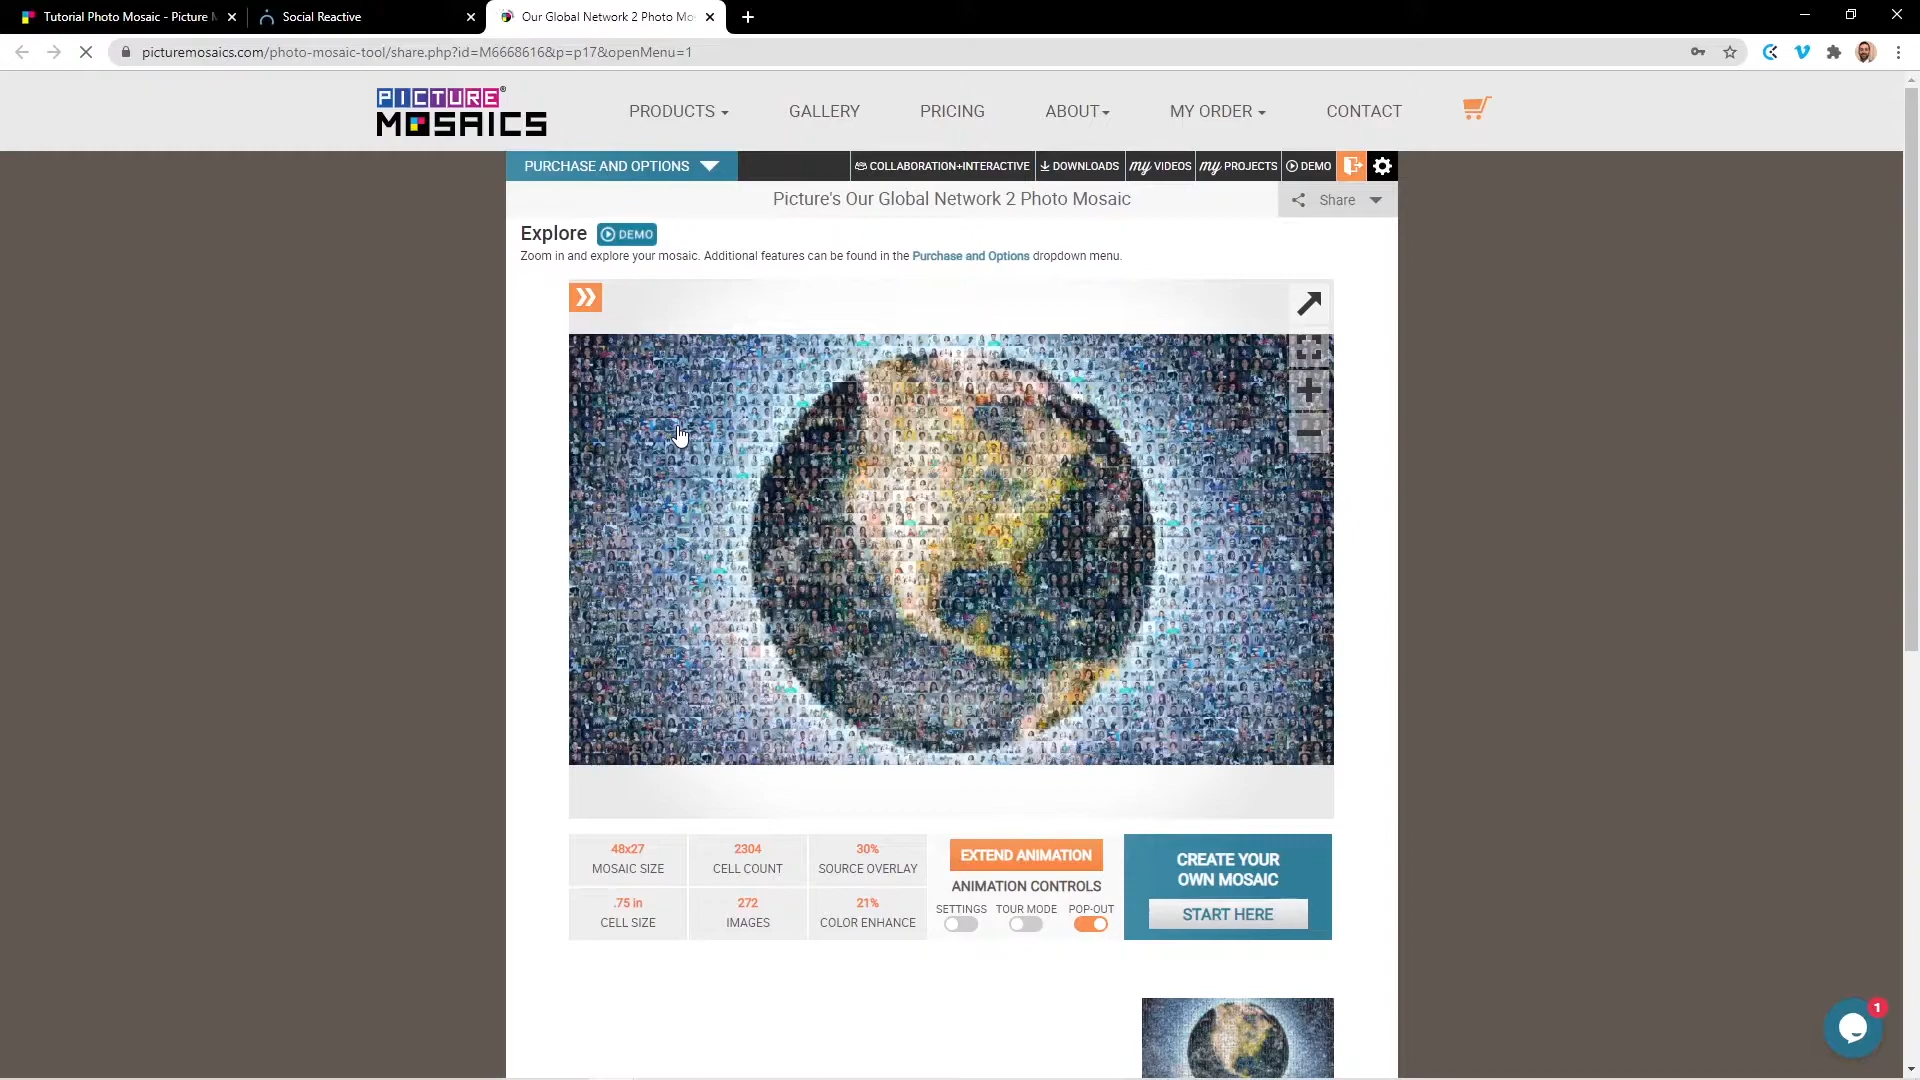 Tutorial Photo Mosaic - Picture M
Social Reactive
Our Global Network 2 Photo Mo
picturemosaics.com/photo-mosaic-tool/share.php?id=M6668616&p=p17&openMenu=1
PICTURE®
MOSAICS
PRODUCTS
GALLERY
PRICING
ABOUT
MY ORDER
CONTACT
PURCHASE AND OPTIONS
COLLABORATION+INTERACTIVE
DOWNLOADS
my VIDEOS
my PROJECTS
DEMO
Picture's Our Global Network 2 Photo Mosaic
Share
Explore
DEMO
Zoom in and explore your mosaic. Additional features can be found in the Purchase and Options dropdown menu.
48x27
MOSAIC SIZE
2304
CELL COUNT
30%
SOURCE OVERLAY
.75 in
CELL SIZE
272
IMAGES
21%
COLOR ENHANCE
EXTEND ANIMATION
ANIMATION CONTROLS
SETTINGS
TOUR MODE
POP-OUT
CREATE YOUR
OWN MOSAIC
START HERE
1